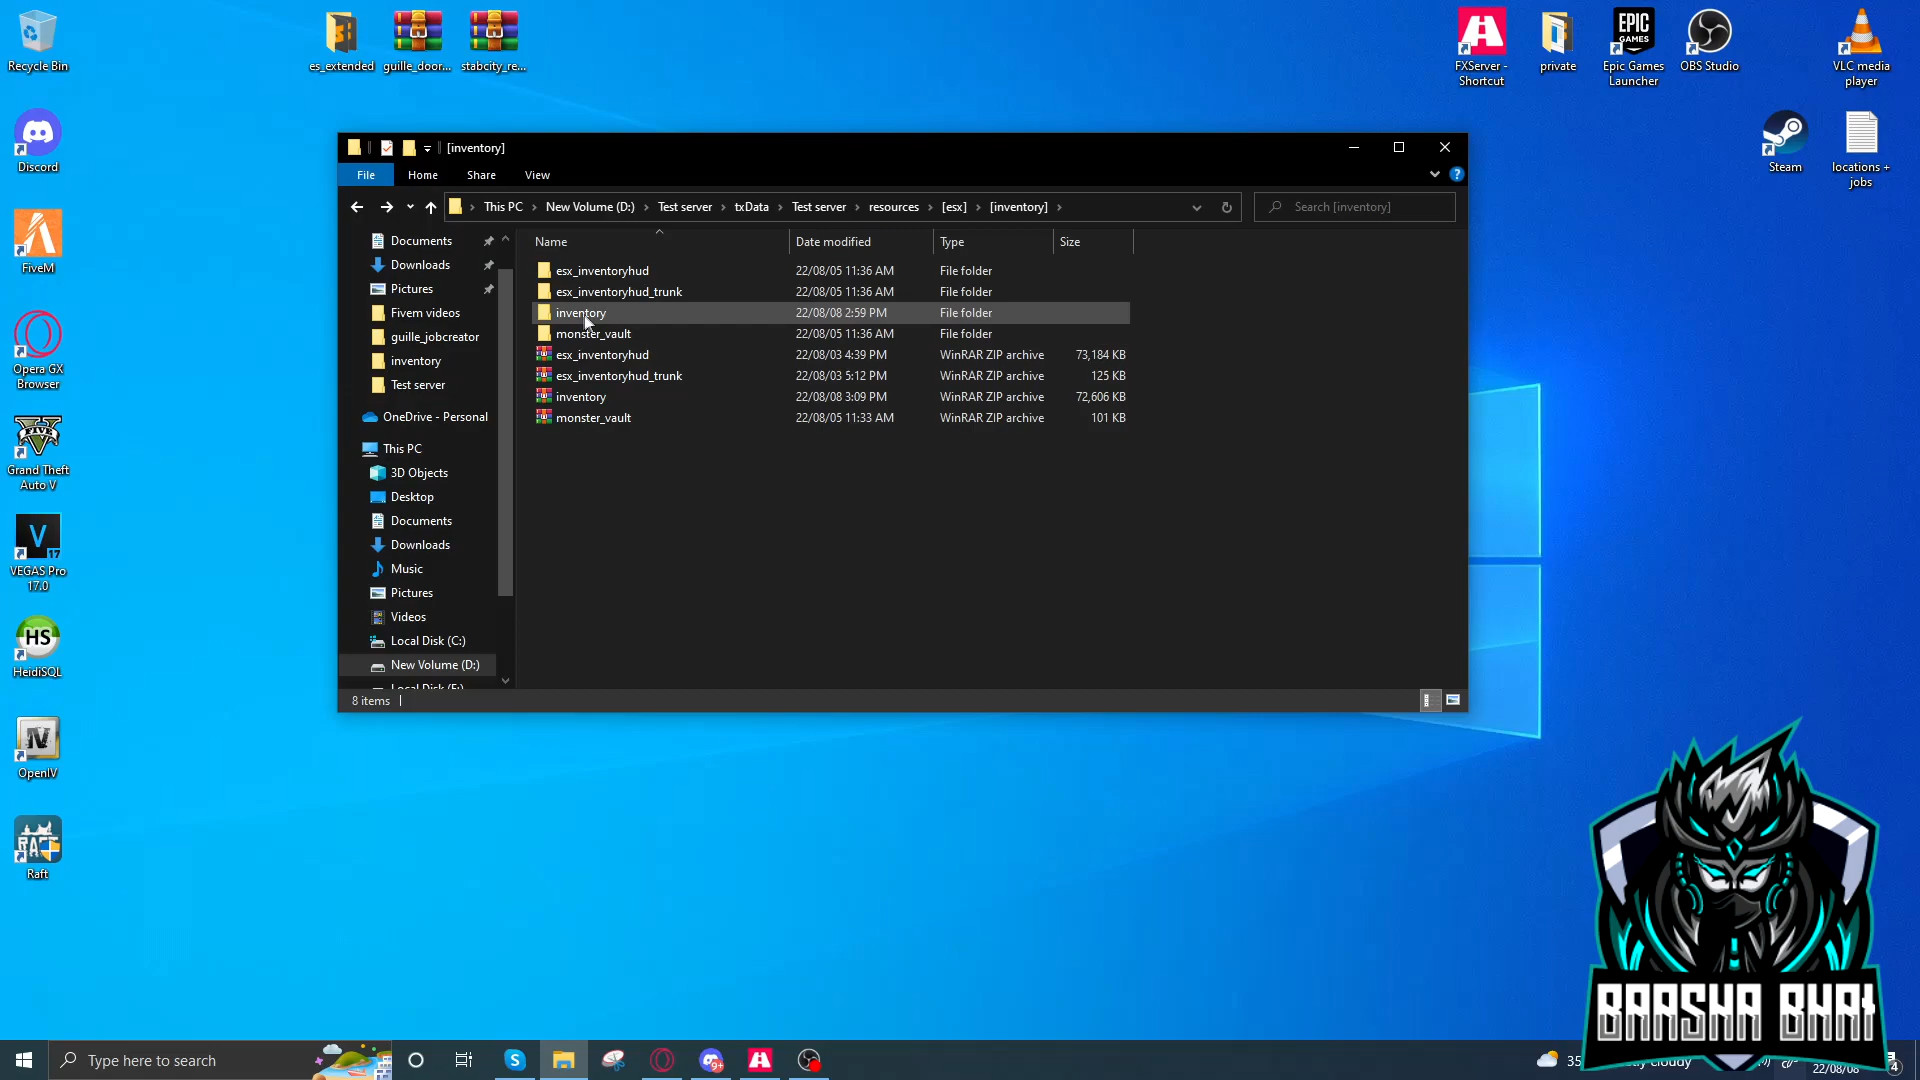 Recycle Bin
es_extended
guille_door...
stabcity_re...
FXServer -
Shortcut
private
Epic Games
Launcher
OBS Studio
VLC media
player
EPIC
GAMES
Discord
Steam
locations +
jobs
FiveM
Opera GX
Browser
Grand Theft
Auto V
VEGAS Pro
17.0
HeidiSQL
OpenIV
Raft
[inventory]
File
Home
Share
View
This PC
New Volume (D:)
Test server
txData
Test server
resources
[esx]
[inventory]
Search [inventory]
Name
Date modified
Type
Size
esx_inventoryhud 22/08/05 11:36 AM File folder
esx_inventoryhud_trunk 22/08/05 11:36 AM File folder
inventory 22/08/08 2:59 PM File folder
monster_vault 22/08/05 11:36 AM File folder
esx_inventoryhud 22/08/03 4:39 PM WinRAR ZIP archive 73,184 KB
esx_inventoryhud_trunk 22/08/03 5:12 PM WinRAR ZIP archive 125 KB
inventory 22/08/08 3:09 PM WinRAR ZIP archive 72,606 KB
monster_vault 22/08/05 11:33 AM WinRAR ZIP archive 101 KB
Documents
Downloads
Pictures
Fivem videos
guille_jobcreator
inventory
Test server
OneDrive - Personal
This PC
3D Objects
Desktop
Documents
Downloads
Music
Pictures
Videos
Local Disk (C:)
New Volume (D:)
8 items
BAASHA BHAI
Type here to search
9+
35
cloudy
22/08/08
4